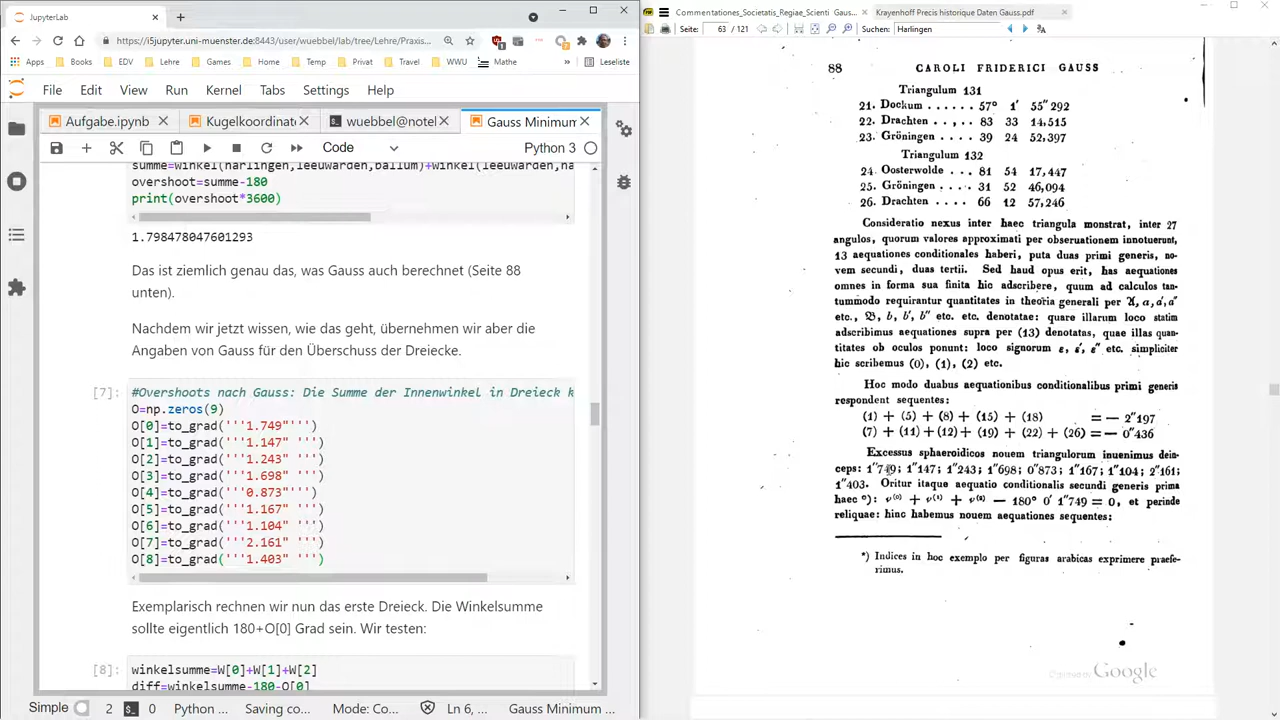 JupyterLab
https://i5jupyter.uni-muenster.de:8443/user/wuebbel/ob/tree/Lehre/Praxis...
Apps Books EDV Lehre Games Home Temp Privat Travel WWU Mathe Leseliste
File Edit View Run Kernel Tabs Settings Help
Aufgabe.ipynb Kugelkoordinat wuebbel@notel Gauss Minimum
Code Python 3
summe=winkel(harlingen,leeuwarden,ballum)+winkel(leeuwarden,ha
overshoot=summe-180
print(overshoot*3600)
1.798478047601293
Das ist ziemlich genau das, was Gauss auch berechnet (Seite 88
unten).
Nachdem wir jetzt wissen, wie das geht, übernehmen wir aber die
Angaben von Gauss für den Überschuss der Dreiecke.
[7]: #Overshoots nach Gauss: Die Summe der Innenwinkel in Dreieck k
O=np.zeros(9)
O[0]=to_grad('''1.749"''')
O[1]=to_grad('''1.147" ''')
O[2]=to_grad('''1.243" ''')
O[3]=to_grad('''1.698" ''')
O[4]=to_grad('''0.873" ''')
O[5]=to_grad('''1.167" ''')
O[6]=to_grad('''1.104" ''')
O[7]=to_grad('''2.161" ''')
O[8]=to_grad('''1.403" ''')
Exemplarisch rechnen wir nun das erste Dreieck. Die Winkelsumme
sollte eigentlich 180+O[0] Grad sein. Wir testen:
[8]: winkelsumme=W[0]+W[1]+W[2]
diff=winkelsumme-180-O[0]
Simple 2 0 Python ... Saving co... Mode: Co... Ln 6, ... Gauss Minimum ...
Commentationes_Societatis_Regiae_Scienti Gauss... Krayenhoff Precis historique Daten Gauss.pdf
Seite: 63 / 121 Suchen: Harlingen
88 CAROLI FRIDERICI GAUSS
Triangulum 131
21. Dockum . . . . . . 57° 1′ 55″292
22. Drachten . . , . . 83 33 14,515
23. Gröningen . . . . 39 24 52,397
Triangulum 132
24. Oosterwolde . . . 81 54 17,447
25. Gröningen . . . . 31 52 46,094
26. Drachten . . . . 66 12 57,246
Consideratio nexus inter haec triangula monstrat, inter 27
angulos, quorum valores approximati per obseruationem innotuerunt,
13 aequationes conditionales haberi, puta duas primi generis, no-
vem secundi, duas tertii. Sed haud opus erit, has aequationes
omnes in forma sua finita hic adscribere, quum ad calculos tan-
tummodo requirantur quantitates in theoria generali per 𝔄, a, a′, a″
etc., 𝔅, b, b′, b″ etc. etc. denotatae: quare illarum loco statim
adscribimus aequationes supra per (13) denotatas, quae illas quan-
titates ob oculos ponunt: loco signorum ε, ε′, ε″ etc. simpliciter
hic scribemus (0), (1), (2) etc.
Hoc modo duabus aequationibus conditionalibus primi generis
respondent sequentes:
(1) + (5) + (8) + (15) + (18) = — 2″197
(7) + (11) + (12) + (19) + (22) + (26) = — 0″436
Excessus sphaeroidicos nouem triangulorum inuenimus dein-
ceps: 1″749; 1″147; 1″243; 1″698; 0″873; 1″167; 1″104; 2″161;
1″403. Oritur itaque aequatio conditionalis secundi generis prima
haec *): v(0) + v(1) + v(2) — 180° 0′ 1″749 = 0, et perinde
reliquae: hinc habemus nouem aequationes sequentes:
*) Indices in hoc exemplo per figuras arabicas exprimere praefe-
rimus.
Digitized by Google